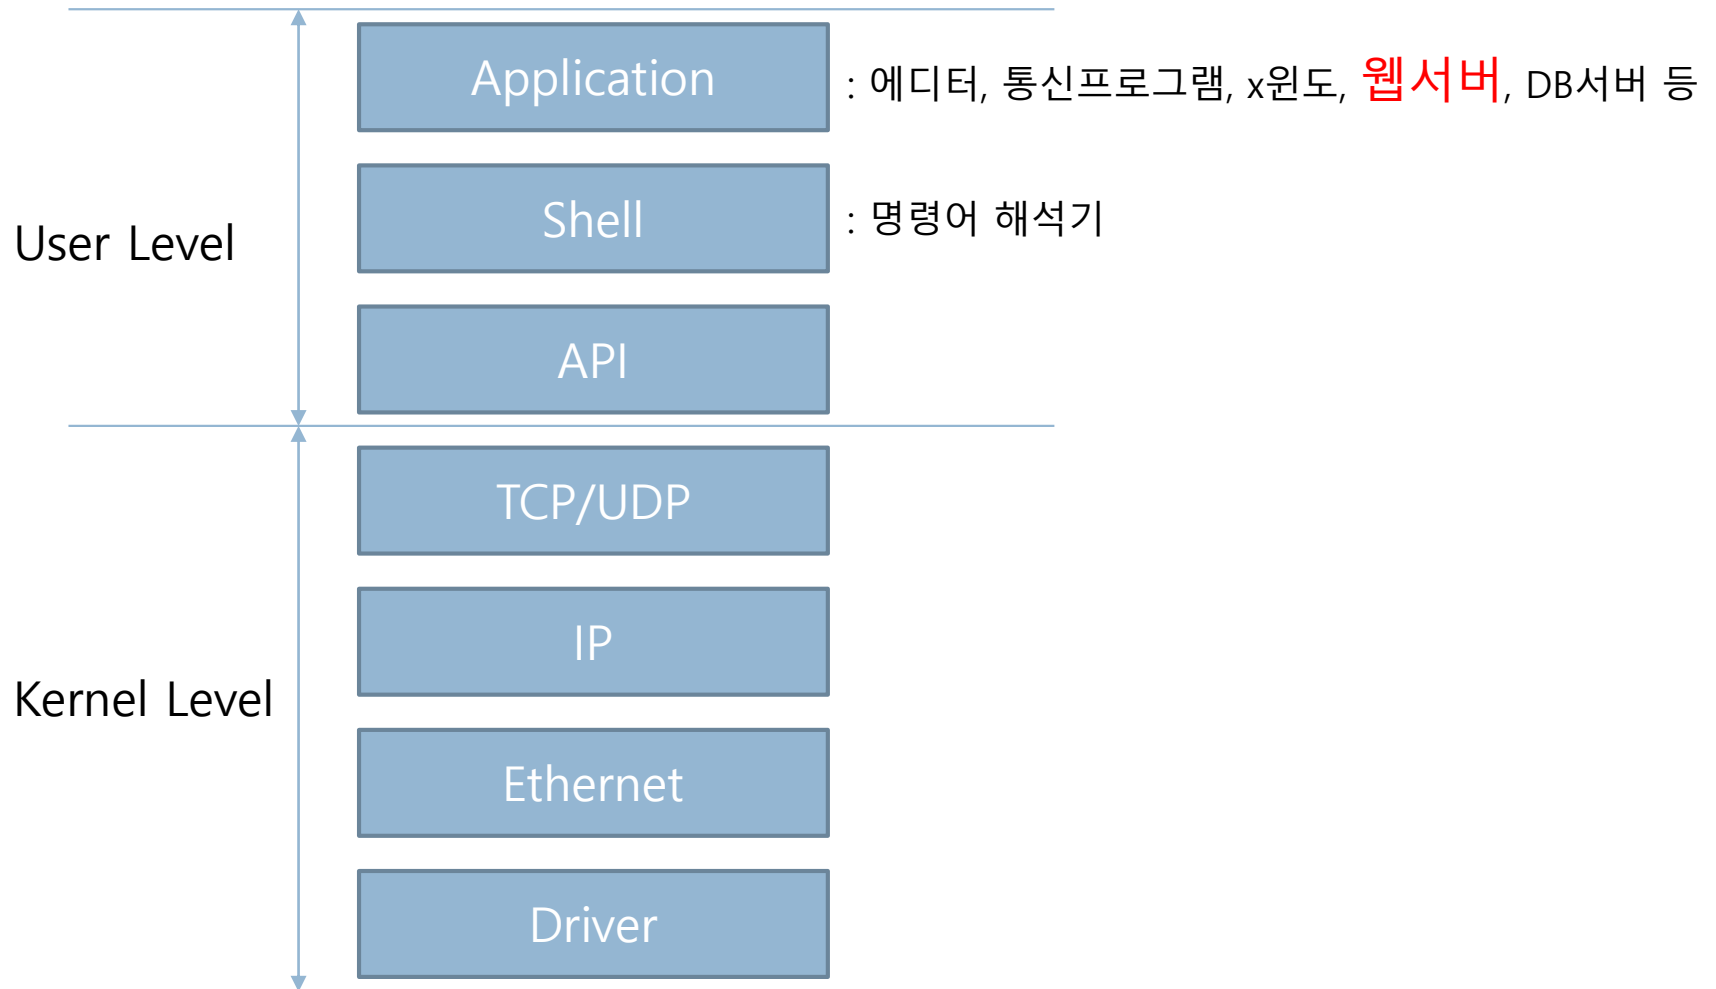 Application
: 에디터, 통신프로그램, x윈도, 웹서버, DB서버 등
Shell
: 명령어 해석기
User Level
API
TCP/UDP
IP
Kernel Level
Ethernet
Driver